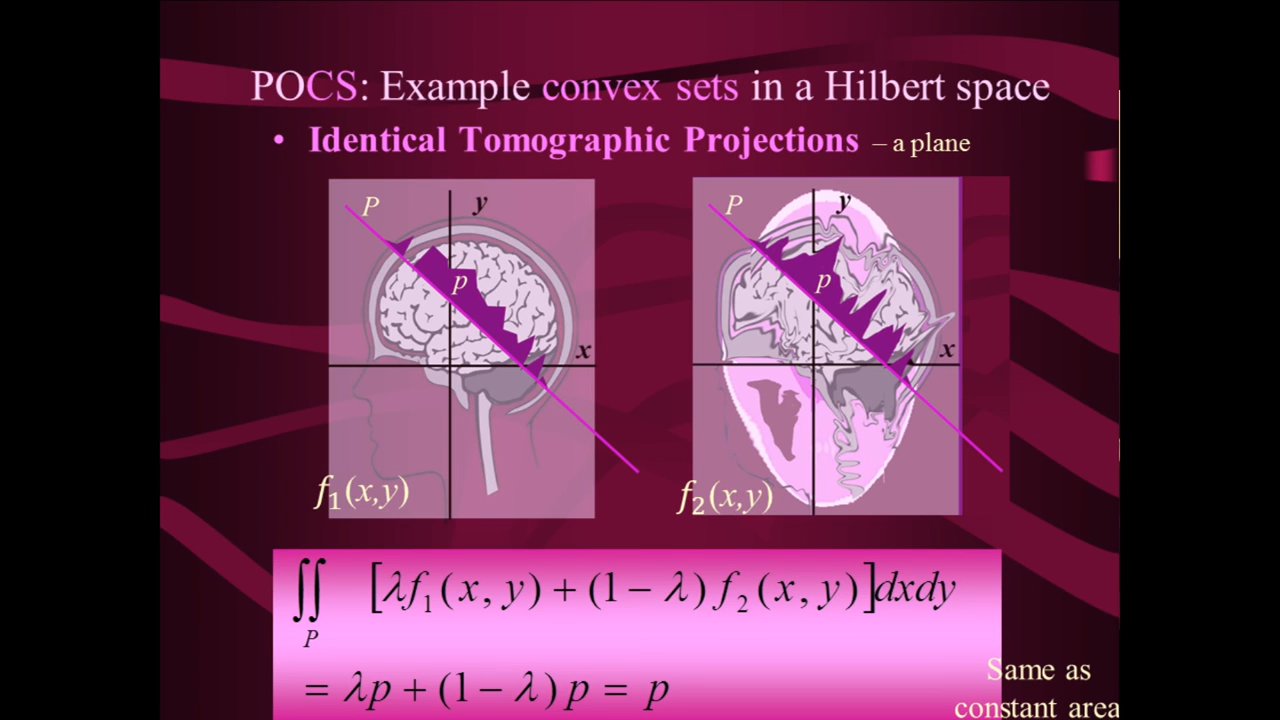 POCS: Example convex sets in a Hilbert space
• Identical Tomographic Projections – a plane
P y
p
x
f₁(x,y)
P y
p
x
f₂(x,y)
∬_P [λf₁(x, y) + (1 − λ) f₂(x, y)]dxdy
= λp + (1 − λ) p = p
Same as
constant area